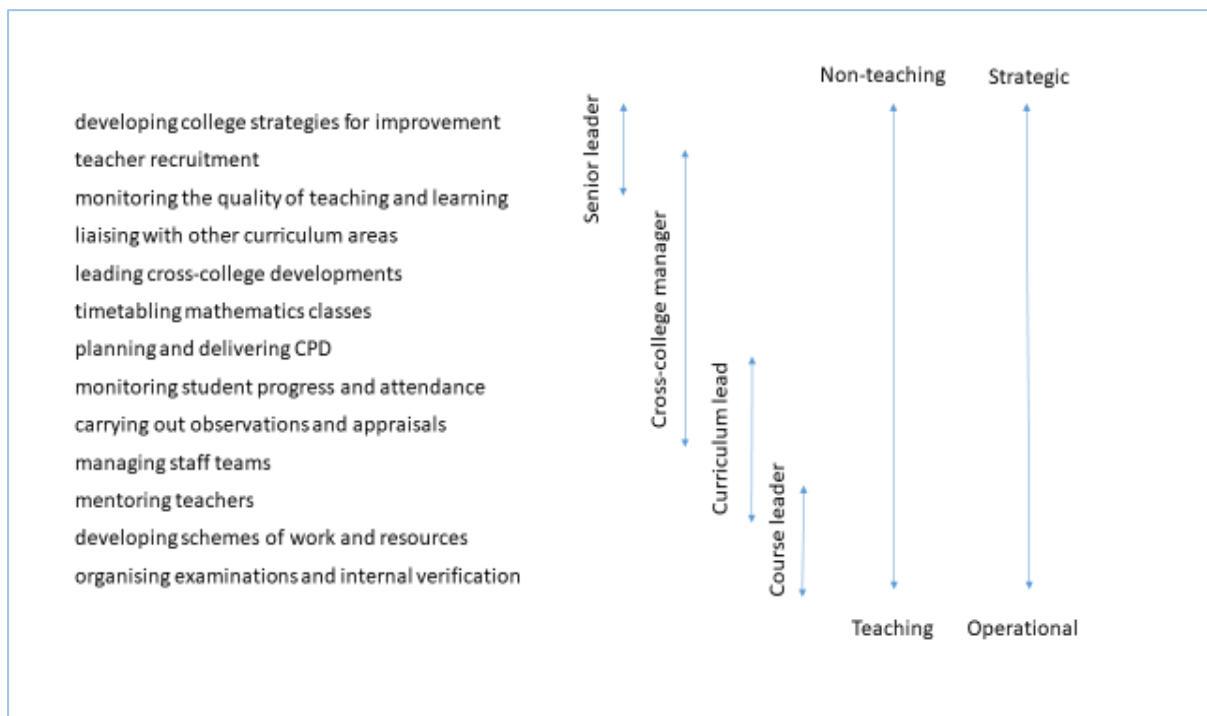 Non-teaching
Strategic
developing college strategies for improvement
teacher recruitment
monitoring the quality of teaching and learning
liaising with other curriculum areas
leading cross-college developments
timetabling mathematics classes
planning and delivering CPD
monitoring student progress and attendance
carrying out observations and appraisals
managing staff teams
mentoring teachers
developing schemes of work and resources
organising examinations and internal verification
Senior leader
Cross-college manager
Curriculum lead
Course leader
Teaching
Operational